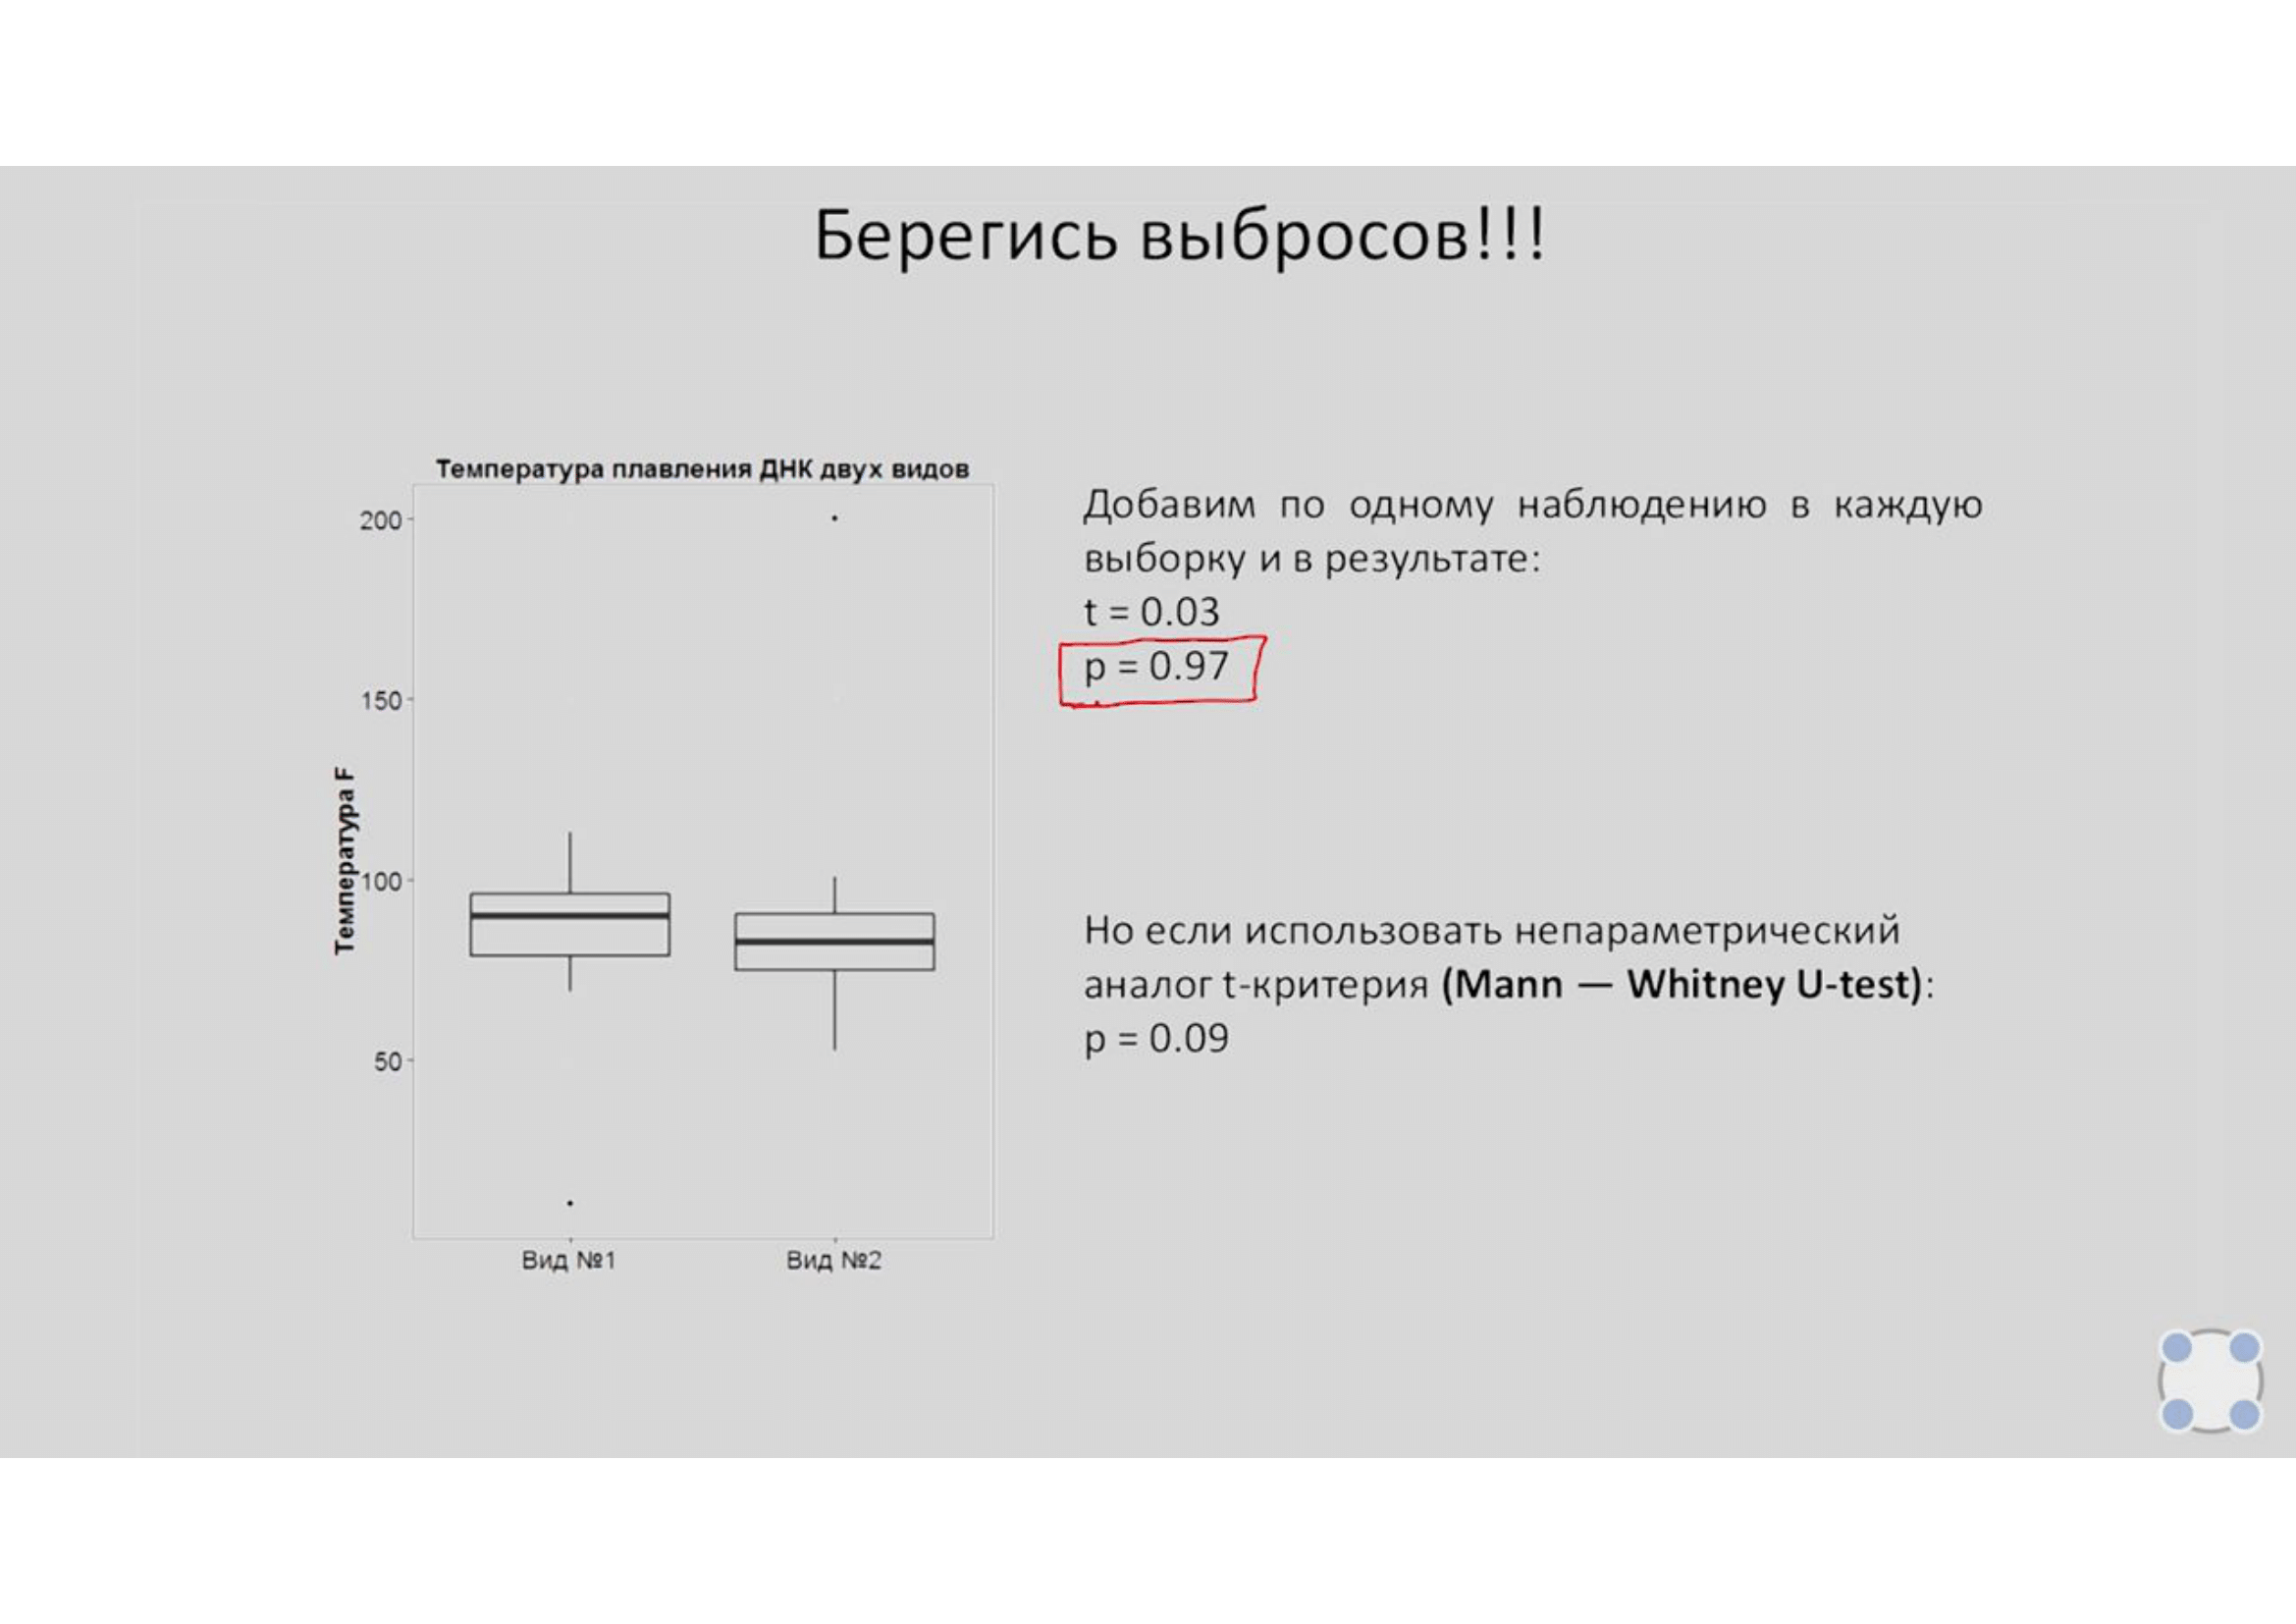 Берегись выбросов!!!
Температура плавления ДНК двух видов
200
150
100
50
Температура F
Вид №1
Вид №2
Добавим по одному наблюдению в каждую
выборку и в результате:
t = 0.03
p = 0.97
Но если использовать непараметрический
аналог t-критерия (Mann — Whitney U-test):
p = 0.09